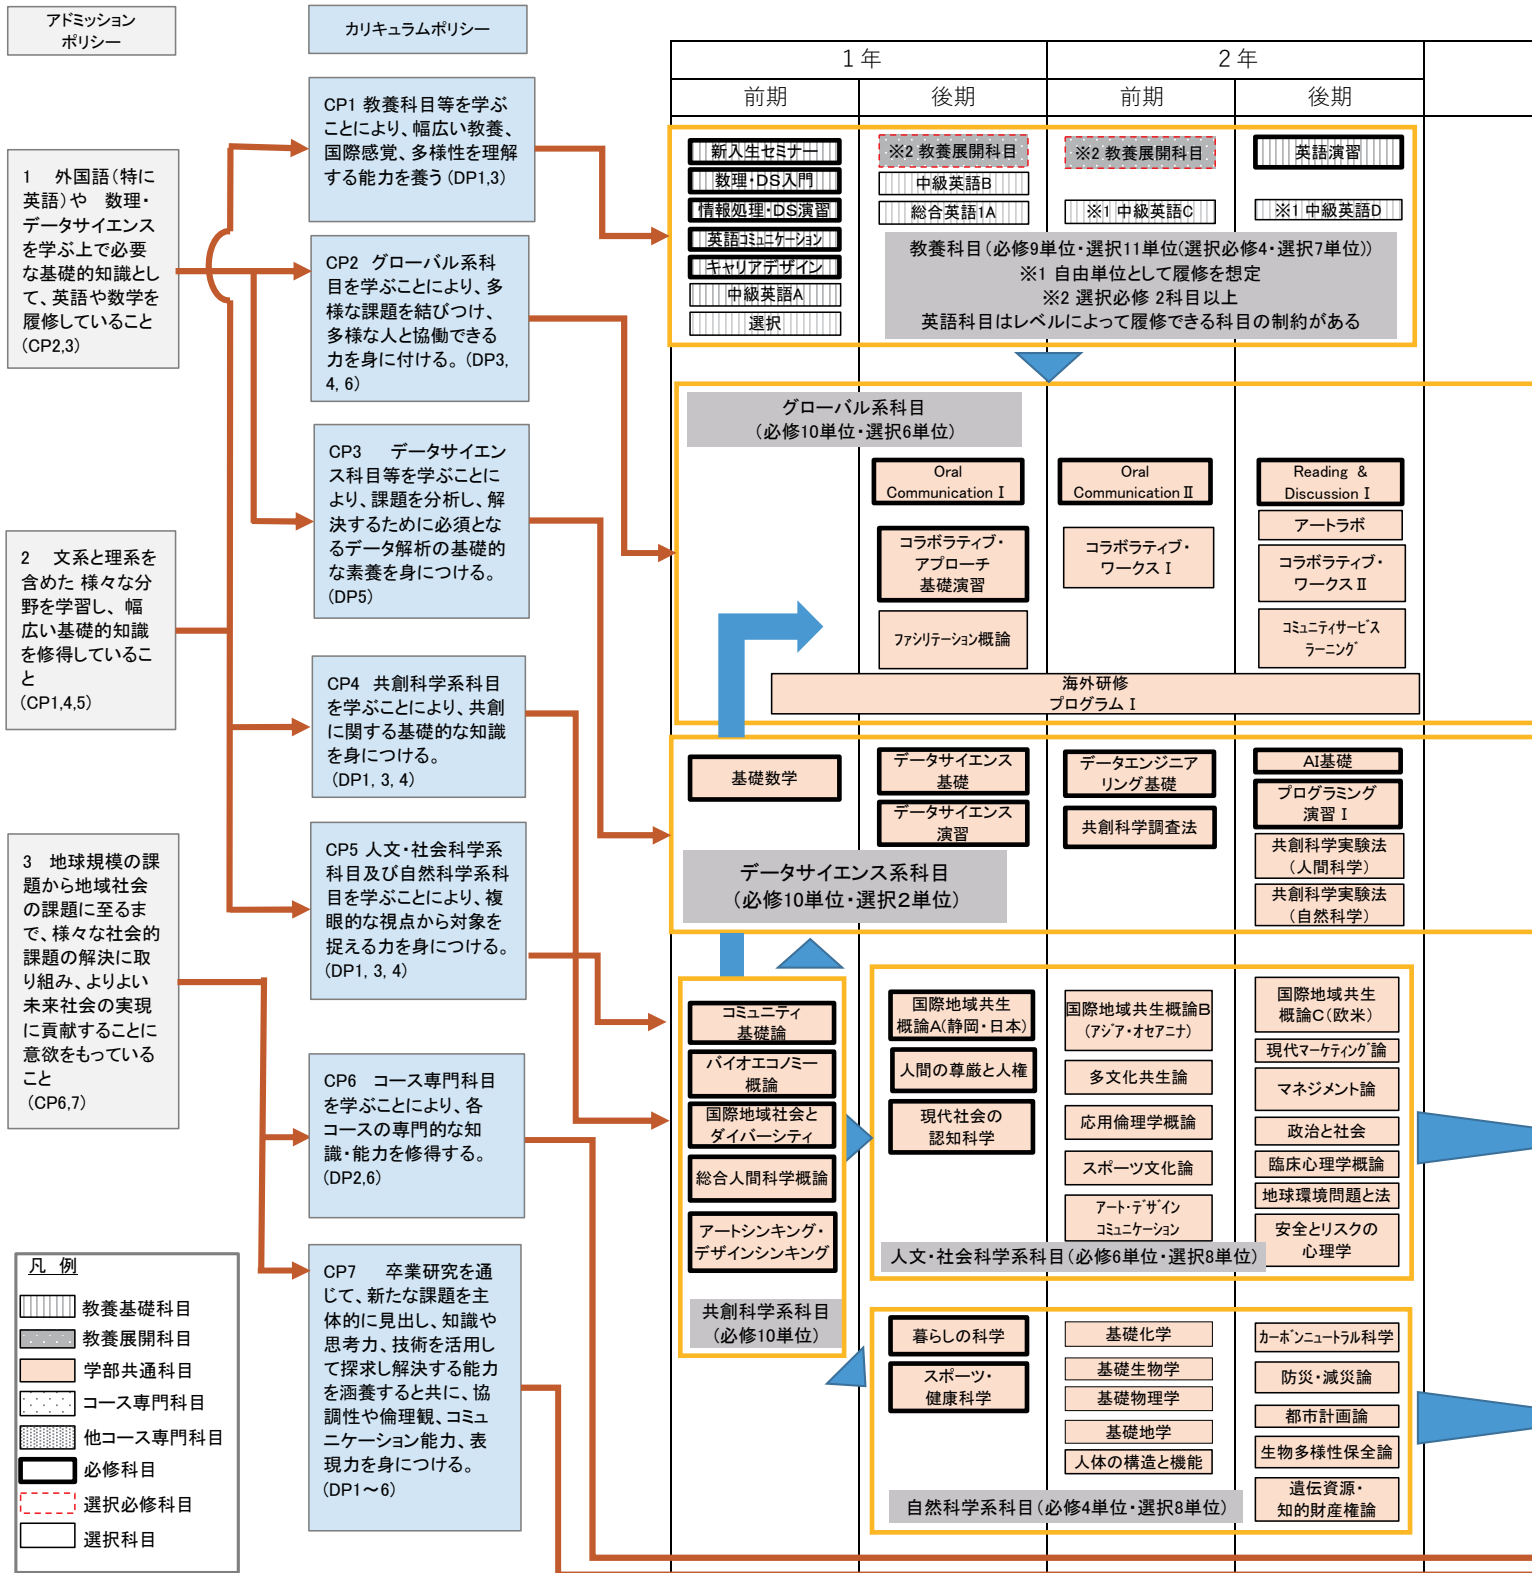 アドミッション
ポリシー
カリキュラムポリシー
1　外国語（特に
英語）や　数理・
データサイエンス
を学ぶ上で必要
な基礎的知識とし
て、英語や数学を
履修していること
（CP2,3）
2　文系と理系を
含めた 様々な分
野を学習し、 幅
広い基礎的知識
を修得しているこ
と
（CP1,4,5）
3　地球規模の課
題から地域社会
の課題に至るま
で、様々な社会的
課題の解決に取
り組み、よりよい
未来社会の実現
に貢献することに
意欲をもっている
こと
（CP6,7）
CP1 教養科目等を学ぶ
ことにより、幅広い教養、
国際感覚、多様性を理解
する能力を養う（DP1,3）
CP2 グローバル系科
目を学ぶことにより、多
様な課題を結びつけ、
多様な人と協働できる
力を身に付ける。（DP3,
4, 6）
CP3　データサイエン
ス科目等を学ぶことに
より、課題を分析し、解
決するために必須とな
るデータ解析の基礎的
な素養を身につける。
（DP5）
CP4 共創科学系科目
を学ぶことにより、共創
に関する基礎的な知識
を身につける。
（DP1, 3, 4）
CP5 人文・社会科学系
科目及び自然科学系科
目を学ぶことにより、複
眼的な視点から対象を
捉える力を身につける。
（DP1, 3, 4）
CP6　コース専門科目
を学ぶことにより、各
コースの専門的な知
識・能力を修得する。
（DP2,6）
CP7　卒業研究を通
じて、新たな課題を主
体的に見出し、知識や
思考力、技術を活用し
て探求し解決する能力
を涵養すると共に、協
調性や倫理観、コミュ
ニケーション能力、表
現力を身につける。
（DP1～6）
凡 例
教養基礎科目
教養展開科目
学部共通科目
コース専門科目
他コース専門科目
必修科目
選択必修科目
選択科目
1年
2年
前期
後期
前期
後期
新入生セミナー
数理・DS入門
情報処理・DS演習
英語コミュニケーション
キャリアデザイン
中級英語A
選択
※2 教養展開科目
中級英語B
総合英語1A
※2 教養展開科目
※1 中級英語C
英語演習
※1 中級英語D
教養科目（必修9単位・選択11単位（選択必修4・選択7単位））
※1 自由単位として履修を想定
※2 選択必修 2科目以上
英語科目はレベルによって履修できる科目の制約がある
グローバル系科目
（必修10単位・選択6単位）
Oral
Communication Ⅰ
コラボラティブ・
アプローチ
基礎演習
ファシリテーション概論
Oral
Communication Ⅱ
コラボラティブ・
ワークスⅠ
Reading &
Discussion Ⅰ
アートラボ
コラボラティブ・
ワークスⅡ
コミュニティサービス
ラーニング
海外研修
プログラムⅠ
基礎数学
データサイエンス
基礎
データサイエンス
演習
データエンジニア
リング基礎
共創科学調査法
AI基礎
プログラミング
演習Ⅰ
共創科学実験法
（人間科学）
共創科学実験法
（自然科学）
データサイエンス系科目
（必修10単位・選択2単位）
コミュニティ
基礎論
バイオエコノミー
概論
国際地域社会と
ダイバーシティ
総合人間科学概論
アートシンキング・
デザインシンキング
共創科学系科目
（必修10単位）
国際地域共生
概論A（静岡・日本）
人間の尊厳と人権
現代社会の
認知科学
国際地域共生概論B
（アジア・オセアニナ）
多文化共生論
応用倫理学概論
スポーツ文化論
アート・デザイン
コミュニケーション
国際地域共生
概論C（欧米）
現代マーケティング論
マネジメント論
政治と社会
臨床心理学概論
地球環境問題と法
安全とリスクの
心理学
人文・社会科学系科目（必修6単位・選択8単位）
暮らしの科学
スポーツ・
健康科学
基礎化学
基礎生物学
基礎物理学
基礎地学
人体の構造と機能
カーボンニュートラル科学
防災・減災論
都市計画論
生物多様性保全論
遺伝資源・
知的財産権論
自然科学系科目（必修4単位・選択8単位）